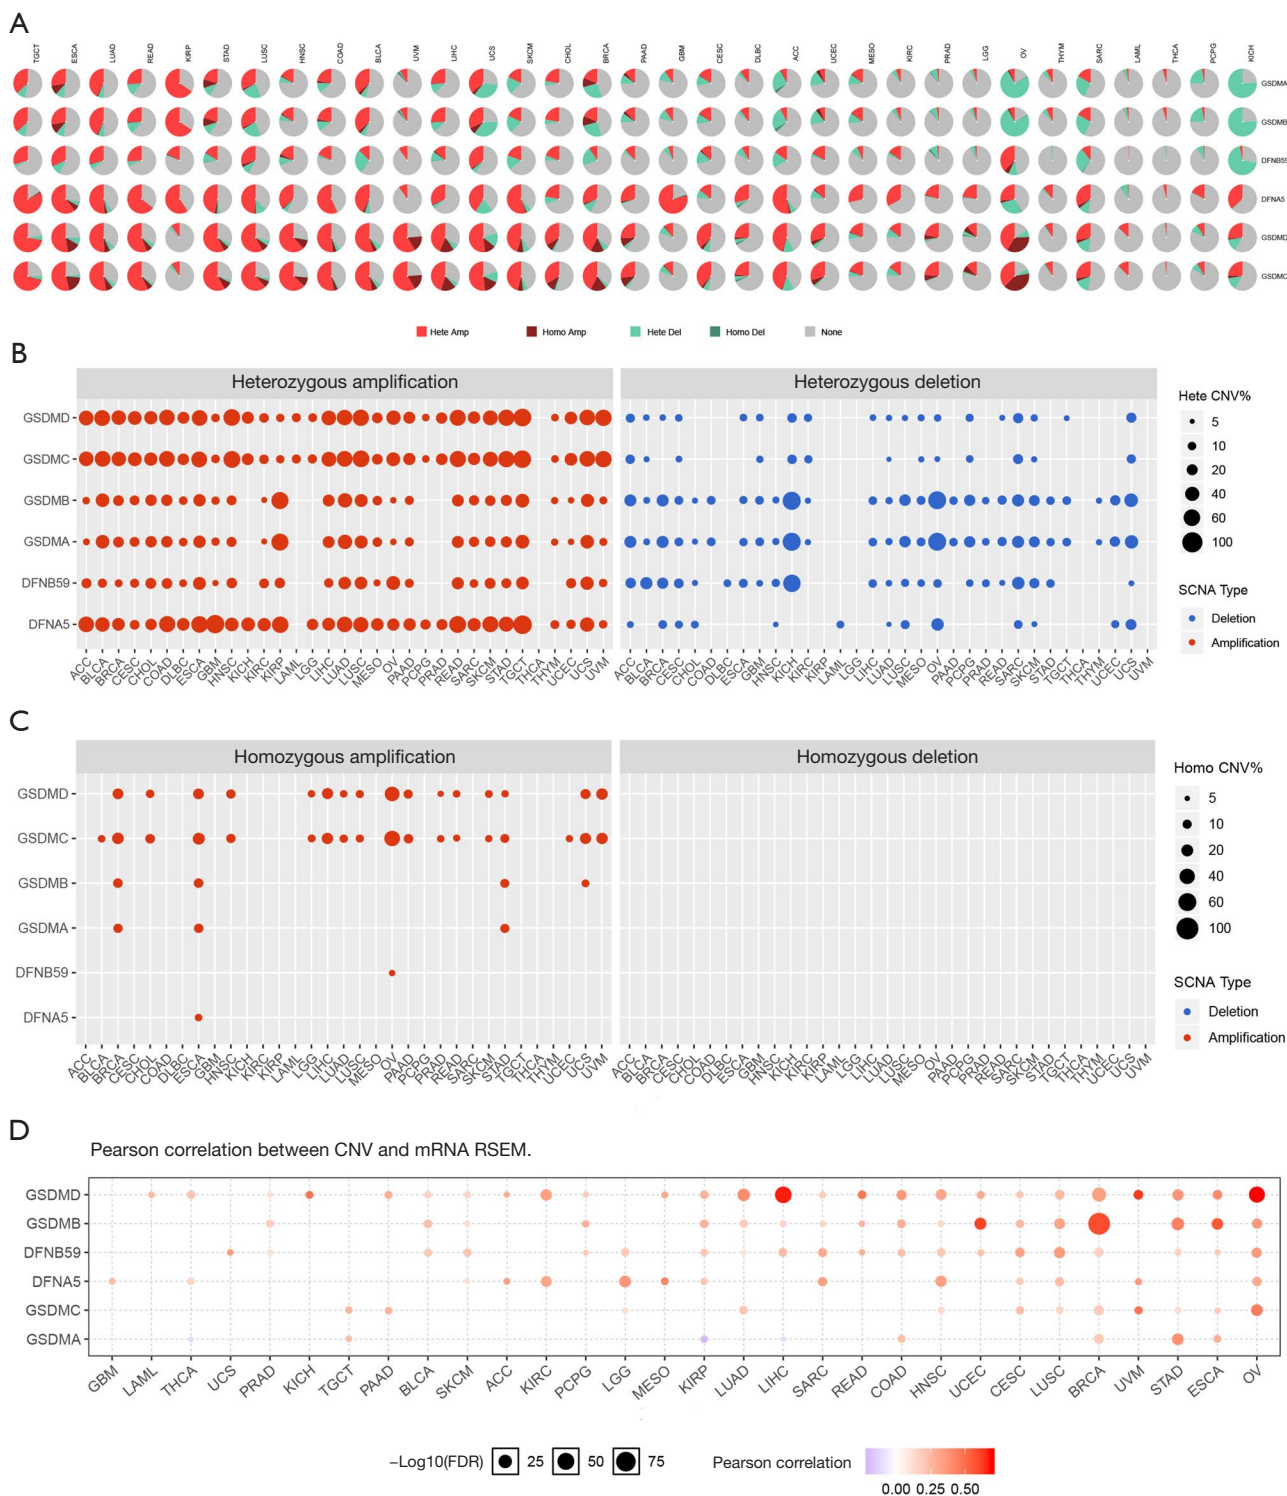 A
TGCT ESCA LUAD READ KIRP STAD LUSC HNSC COAD BLCA UVM LIHC UCS SKCM CHOL BRCA PAAD GBM CESC DLBC ACC UCEC MESO KIRC PRAD LGG OV THYM SARC LAML THCA PCPG KICH
GSDMA
GSDMB
DFNB59
DFNA5
GSDMD
GSDMC
Hete Amp Homo Amp Hete Del Homo Del None
B
Heterozygous amplification Heterozygous deletion
GSDMD
GSDMC
GSDMB
GSDMA
DFNB59
DFNA5
ACC BLCA BRCA CESC CHOL COAD DLBC ESCA GBM HNSC KICH KIRC KIRP LAML LGG LIHC LUAD LUSC MESO OV PAAD PCPG PRAD READ SARC SKCM STAD TGCT THCA THYM UCEC UCS UVM
ACC BLCA BRCA CESC CHOL COAD DLBC ESCA GBM HNSC KICH KIRC KIRP LAML LGG LIHC LUAD LUSC MESO OV PAAD PCPG PRAD READ SARC SKCM STAD TGCT THCA THYM UCEC UCS UVM
Hete CNV%
5
10
20
40
60
100
SCNA Type
Deletion
Amplification
C
Homozygous amplification Homozygous deletion
GSDMD
GSDMC
GSDMB
GSDMA
DFNB59
DFNA5
ACC BLCA BRCA CESC CHOL COAD DLBC ESCA GBM HNSC KICH KIRC KIRP LAML LGG LIHC LUAD LUSC MESO OV PAAD PCPG PRAD READ SARC SKCM STAD TGCT THCA THYM UCEC UCS UVM
ACC BLCA BRCA CESC CHOL COAD DLBC ESCA GBM HNSC KICH KIRC KIRP LAML LGG LIHC LUAD LUSC MESO OV PAAD PCPG PRAD READ SARC SKCM STAD TGCT THCA THYM UCEC UCS UVM
Homo CNV%
5
10
20
40
60
100
SCNA Type
Deletion
Amplification
D
Pearson correlation between CNV and mRNA RSEM.
GSDMD
GSDMB
DFNB59
DFNA5
GSDMC
GSDMA
GBM LAML THCA UCS PRAD KICH TGCT PAAD BLCA SKCM ACC KIRC PCPG LGG MESO KIRP LUAD LIHC SARC READ COAD HNSC UCEC CESC LUSC BRCA UVM STAD ESCA OV
−Log10(FDR) 25 50 75 Pearson correlation
0.00 0.25 0.50